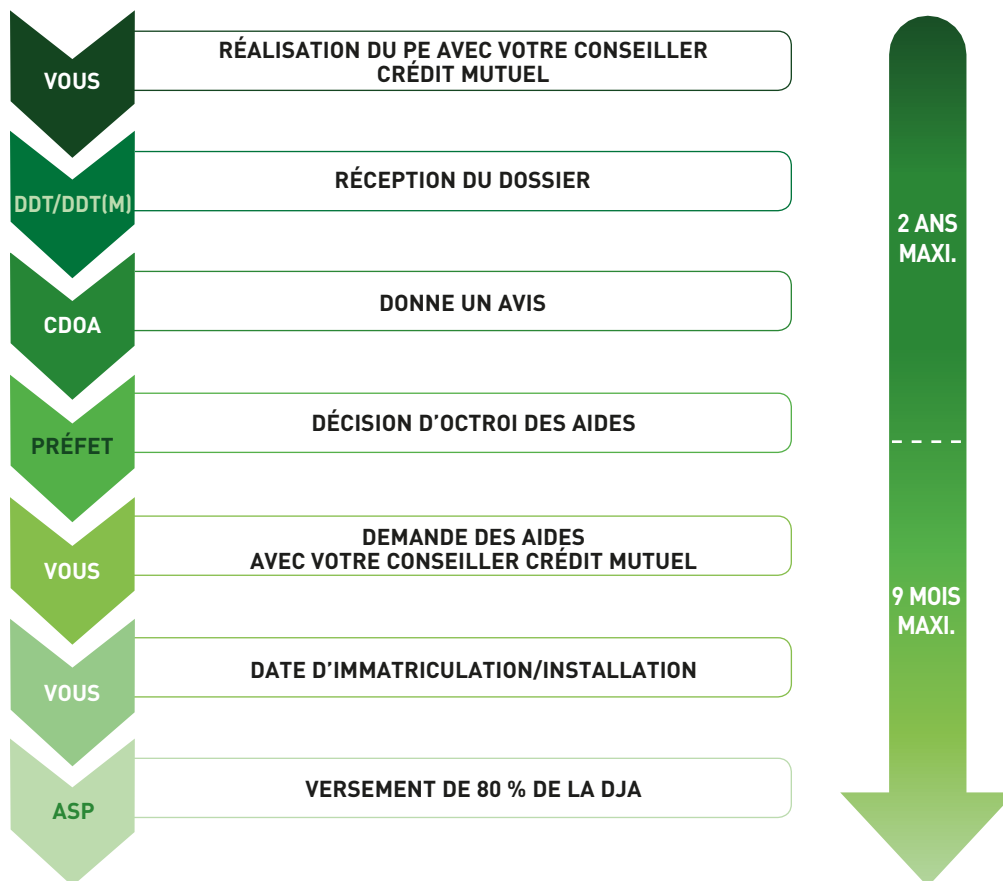 VOUS
RÉALISATION DU PE AVEC VOTRE CONSEILLER
CRÉDIT MUTUEL
DDT/DDT(M)
RÉCEPTION DU DOSSIER
CDOA
DONNE UN AVIS
PRÉFET
DÉCISION D'OCTROI DES AIDES
VOUS
DEMANDE DES AIDES
AVEC VOTRE CONSEILLER CRÉDIT MUTUEL
VOUS
DATE D'IMMATRICULATION/INSTALLATION
ASP
VERSEMENT DE 80 % DE LA DJA
2 ANS
MAXI.
9 MOIS
MAXI.